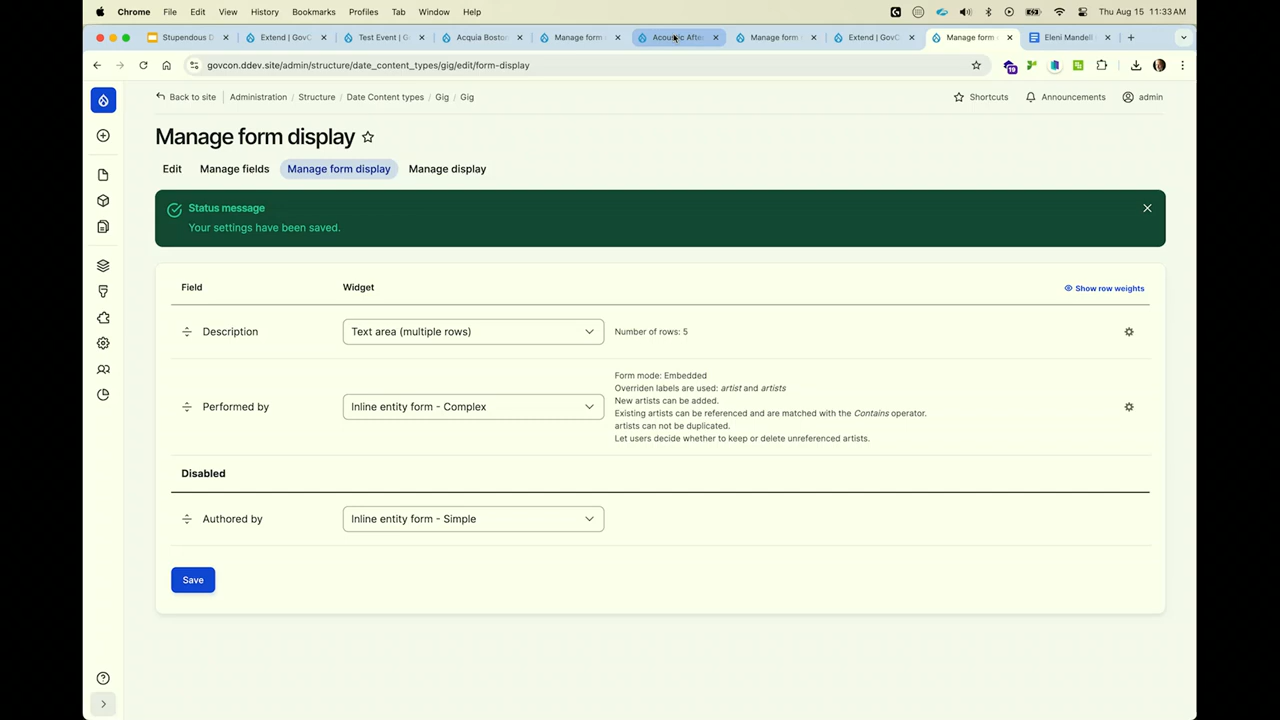 Chrome File Edit View History Bookmarks Profiles Tab Window Help Thu Aug 15 11:33 AM
Stupendous D Extend | GovC Test Event | G Acquia Bosto Manage form Acoustic Afte Manage form Extend | GovC Manage form Eleni Mandell
govcon.ddev.site/admin/structure/date_content_types/gig/edit/form-display
19
Back to site Administration / Structure / Date Content types / Gig / Gig Shortcuts Announcements admin
Manage form display
Edit Manage fields Manage form display Manage display
Status message
Your settings have been saved.
Field Widget Show row weights
Description Text area (multiple rows) Number of rows: 5
Form mode: Embedded
Overriden labels are used: artist and artists
New artists can be added.
Performed by Inline entity form - Complex Existing artists can be referenced and are matched with the Contains operator.
artists can not be duplicated.
Let users decide whether to keep or delete unreferenced artists.
Disabled
Authored by Inline entity form - Simple
Save